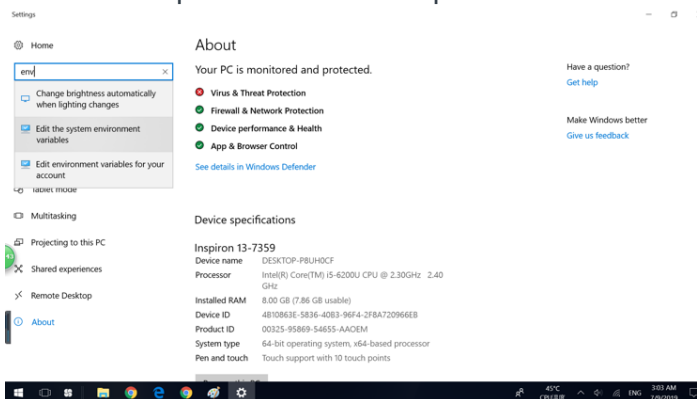 Settings
Home
env
Change brightness automatically
when lighting changes
Edit the system environment
variables
Edit environment variables for your
account
Tablet mode
Multitasking
Projecting to this PC
Shared experiences
Remote Desktop
About
About
Your PC is monitored and protected.
Virus & Threat Protection
Firewall & Network Protection
Device performance & Health
App & Browser Control
See details in Windows Defender
Device specifications
Inspiron 13-7359
Device name DESKTOP-P8UH0CF
Processor Intel(R) Core(TM) i5-6200U CPU @ 2.30GHz 2.40
GHz
Installed RAM 8.00 GB (7.86 GB usable)
Device ID 4B10863E-5836-40B3-96F4-2F8A720966EB
Product ID 00325-95869-54655-AAOEM
System type 64-bit operating system, x64-based processor
Pen and touch Touch support with 10 touch points
Have a question?
Get help
Make Windows better
Give us feedback
45°C
ENG
3:03 AM
7/9/2019